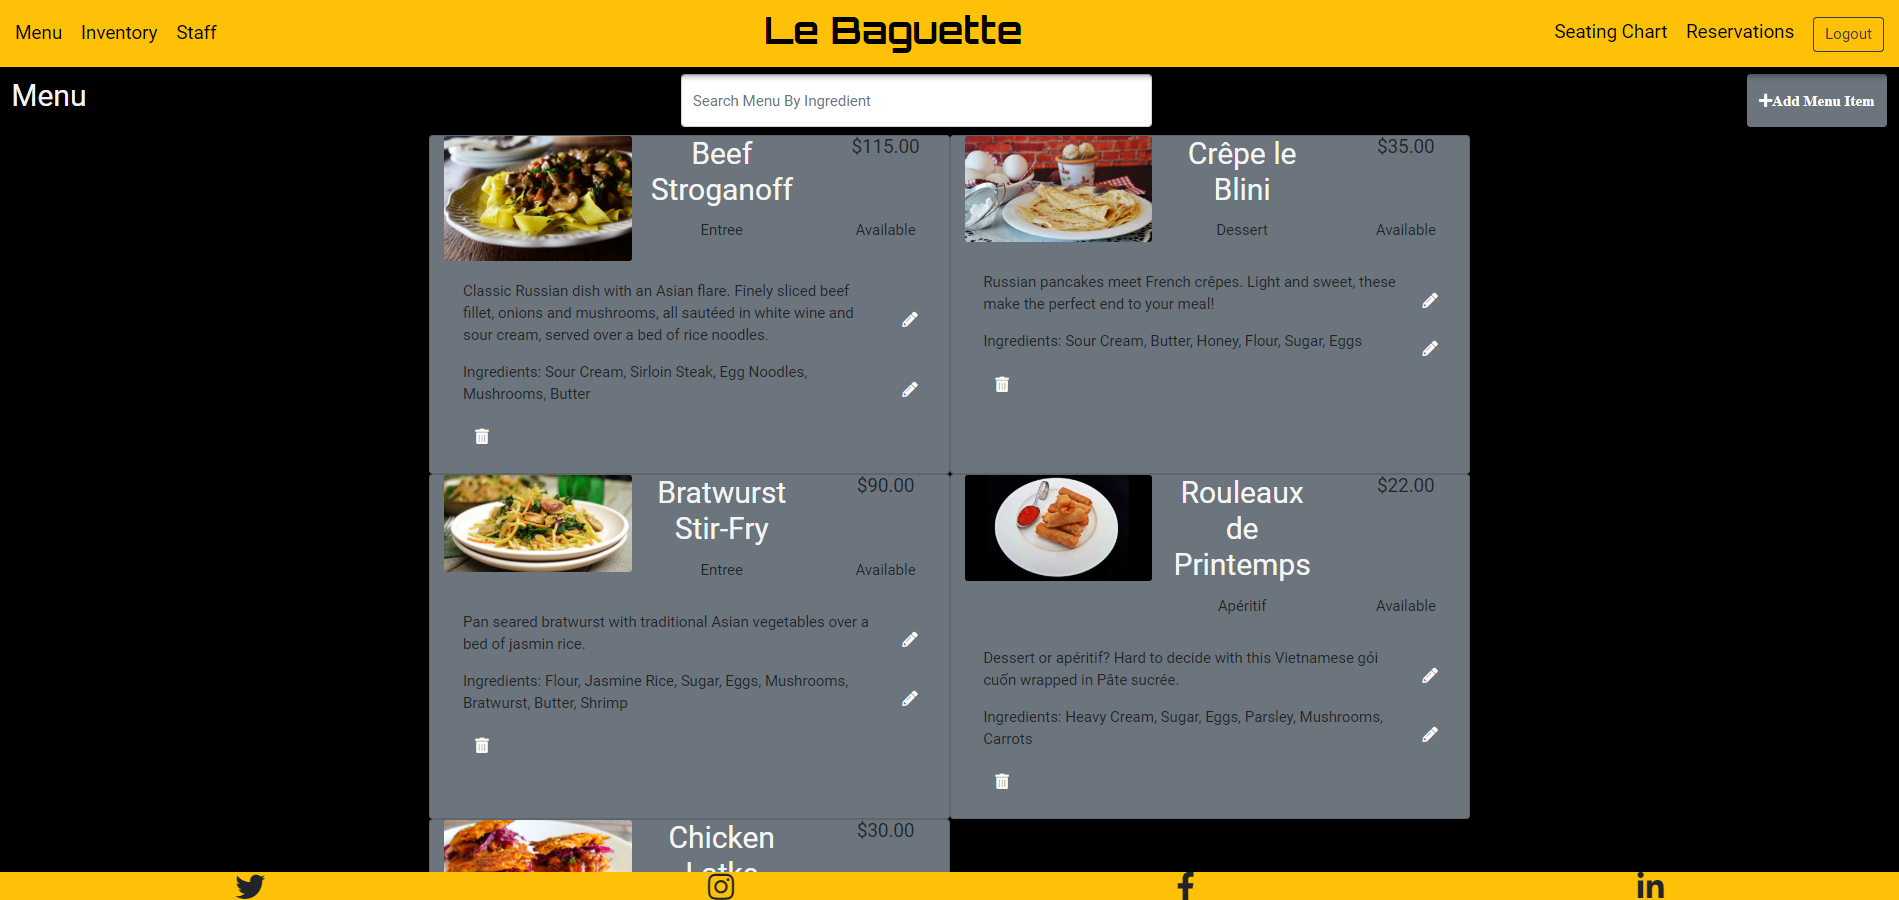 Menu Inventory Staff
Le Baguette
Seating Chart Reservations Logout
Menu
Search Menu By Ingredient
Add Menu Item
Beef
Stroganoff
$115.00
Entree
Available
Classic Russian dish with an Asian flare. Finely sliced beef
fillet, onions and mushrooms, all sautéed in white wine and
sour cream, served over a bed of rice noodles.
Ingredients: Sour Cream, Sirloin Steak, Egg Noodles,
Mushrooms, Butter
Crêpe le
Blini
$35.00
Dessert
Available
Russian pancakes meet French crêpes. Light and sweet, these
make the perfect end to your meal!
Ingredients: Sour Cream, Butter, Honey, Flour, Sugar, Eggs
Bratwurst
Stir-Fry
$90.00
Entree
Available
Pan seared bratwurst with traditional Asian vegetables over a
bed of jasmin rice.
Ingredients: Flour, Jasmine Rice, Sugar, Eggs, Mushrooms,
Bratwurst, Butter, Shrimp
Rouleaux
de
Printemps
$22.00
Apéritif
Available
Dessert or apéritif? Hard to decide with this Vietnamese gỏi
cuốn wrapped in Pâte sucrée.
Ingredients: Heavy Cream, Sugar, Eggs, Parsley, Mushrooms,
Carrots
Chicken
Latke
$30.00